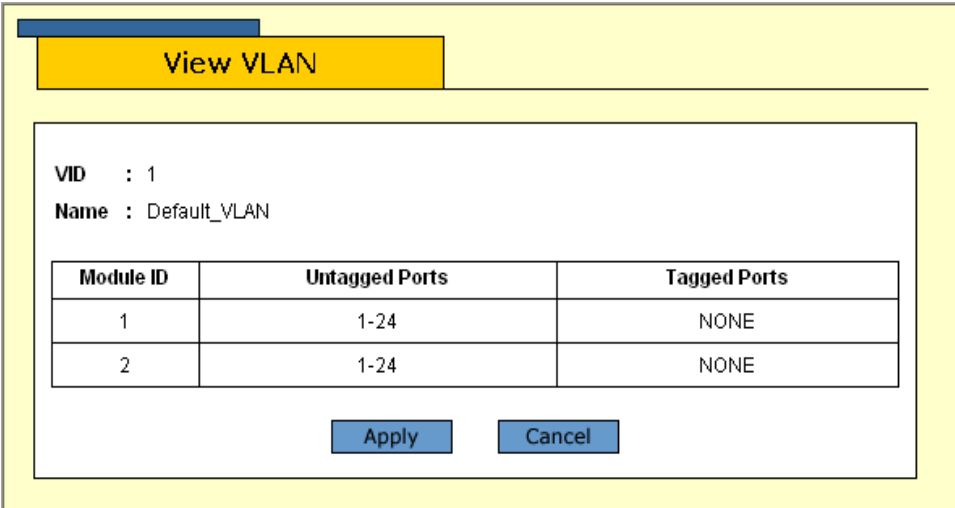 View VLAN
VID : 1
Name : Default_VLAN
Module ID Untagged Ports Tagged Ports
1 1-24 NONE
2 1-24 NONE
Apply Cancel